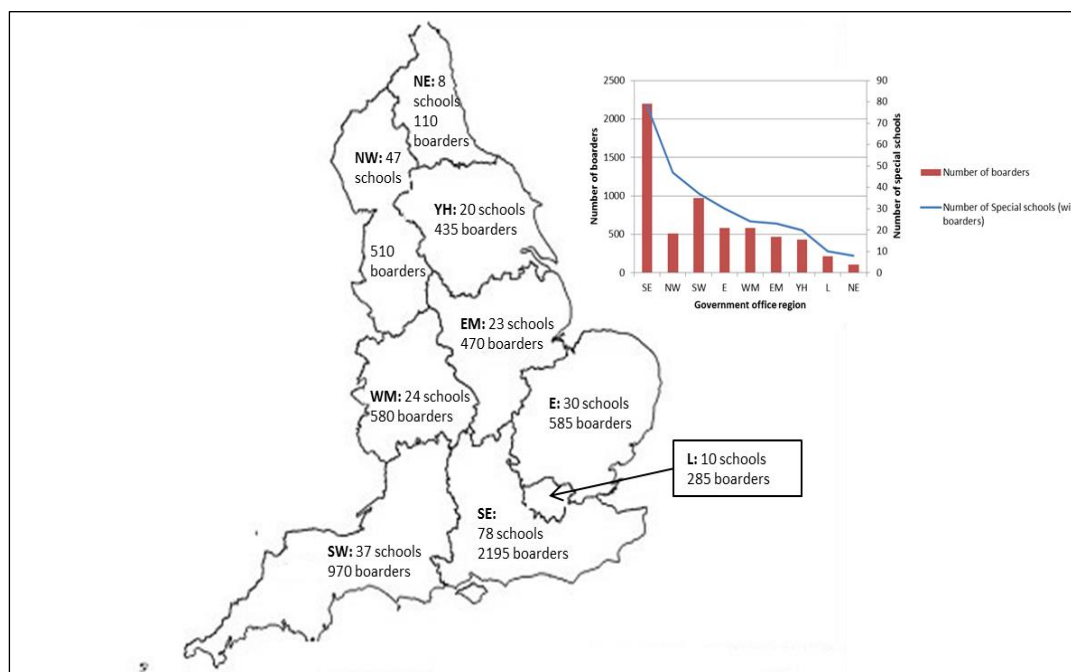 NE: 8
schools
110
boarders
NW: 47
schools
510
boarders
YH: 20 schools
435 boarders
EM: 23 schools
470 boarders
WM: 24 schools
580 boarders
E: 30 schools
585 boarders
L: 10 schools
285 boarders
SE:
78 schools
2195 boarders
SW: 37 schools
970 boarders
Number of boarders
2500
2000
1500
1000
500
0
90
80
70
60
50
40
30
20
10
0
Number of special schools
SE NW SW E WM EM YH L NE
Government office region
Number of boarders
Number of Special schools (wi
boarders)